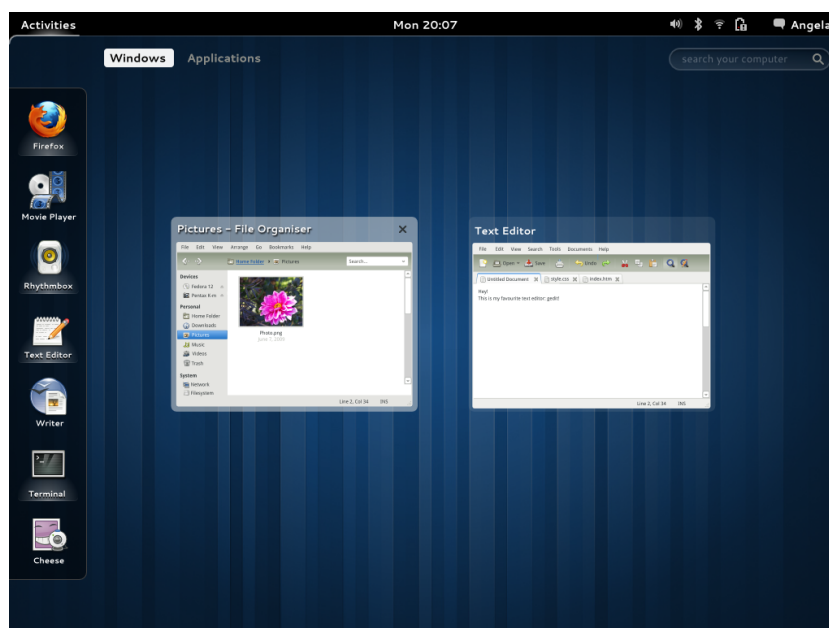 Activities
Mon 20:07
Angela
Windows
Applications
search your computer
Firefox
Movie Player
Rhythmbox
Text Editor
Writer
Terminal
Cheese
Pictures – File Organiser
File Edit View Arrange Go Bookmarks Help
Home Folder Pictures Search...
Devices
Fedora 12
Personal
Home Folder
Downloads
Pictures
Music
Videos
Trash
System
Network
Filesystem
Photo.png
June 7, 2009
Line 2, Col 34 INS
Text Editor
File Edit View Search Tools Documents Help
Open Save Undo
Untitled Document style.css index.htm
Hey!
This is my favourite text editor: gedit!
Line 2, Col 34 INS